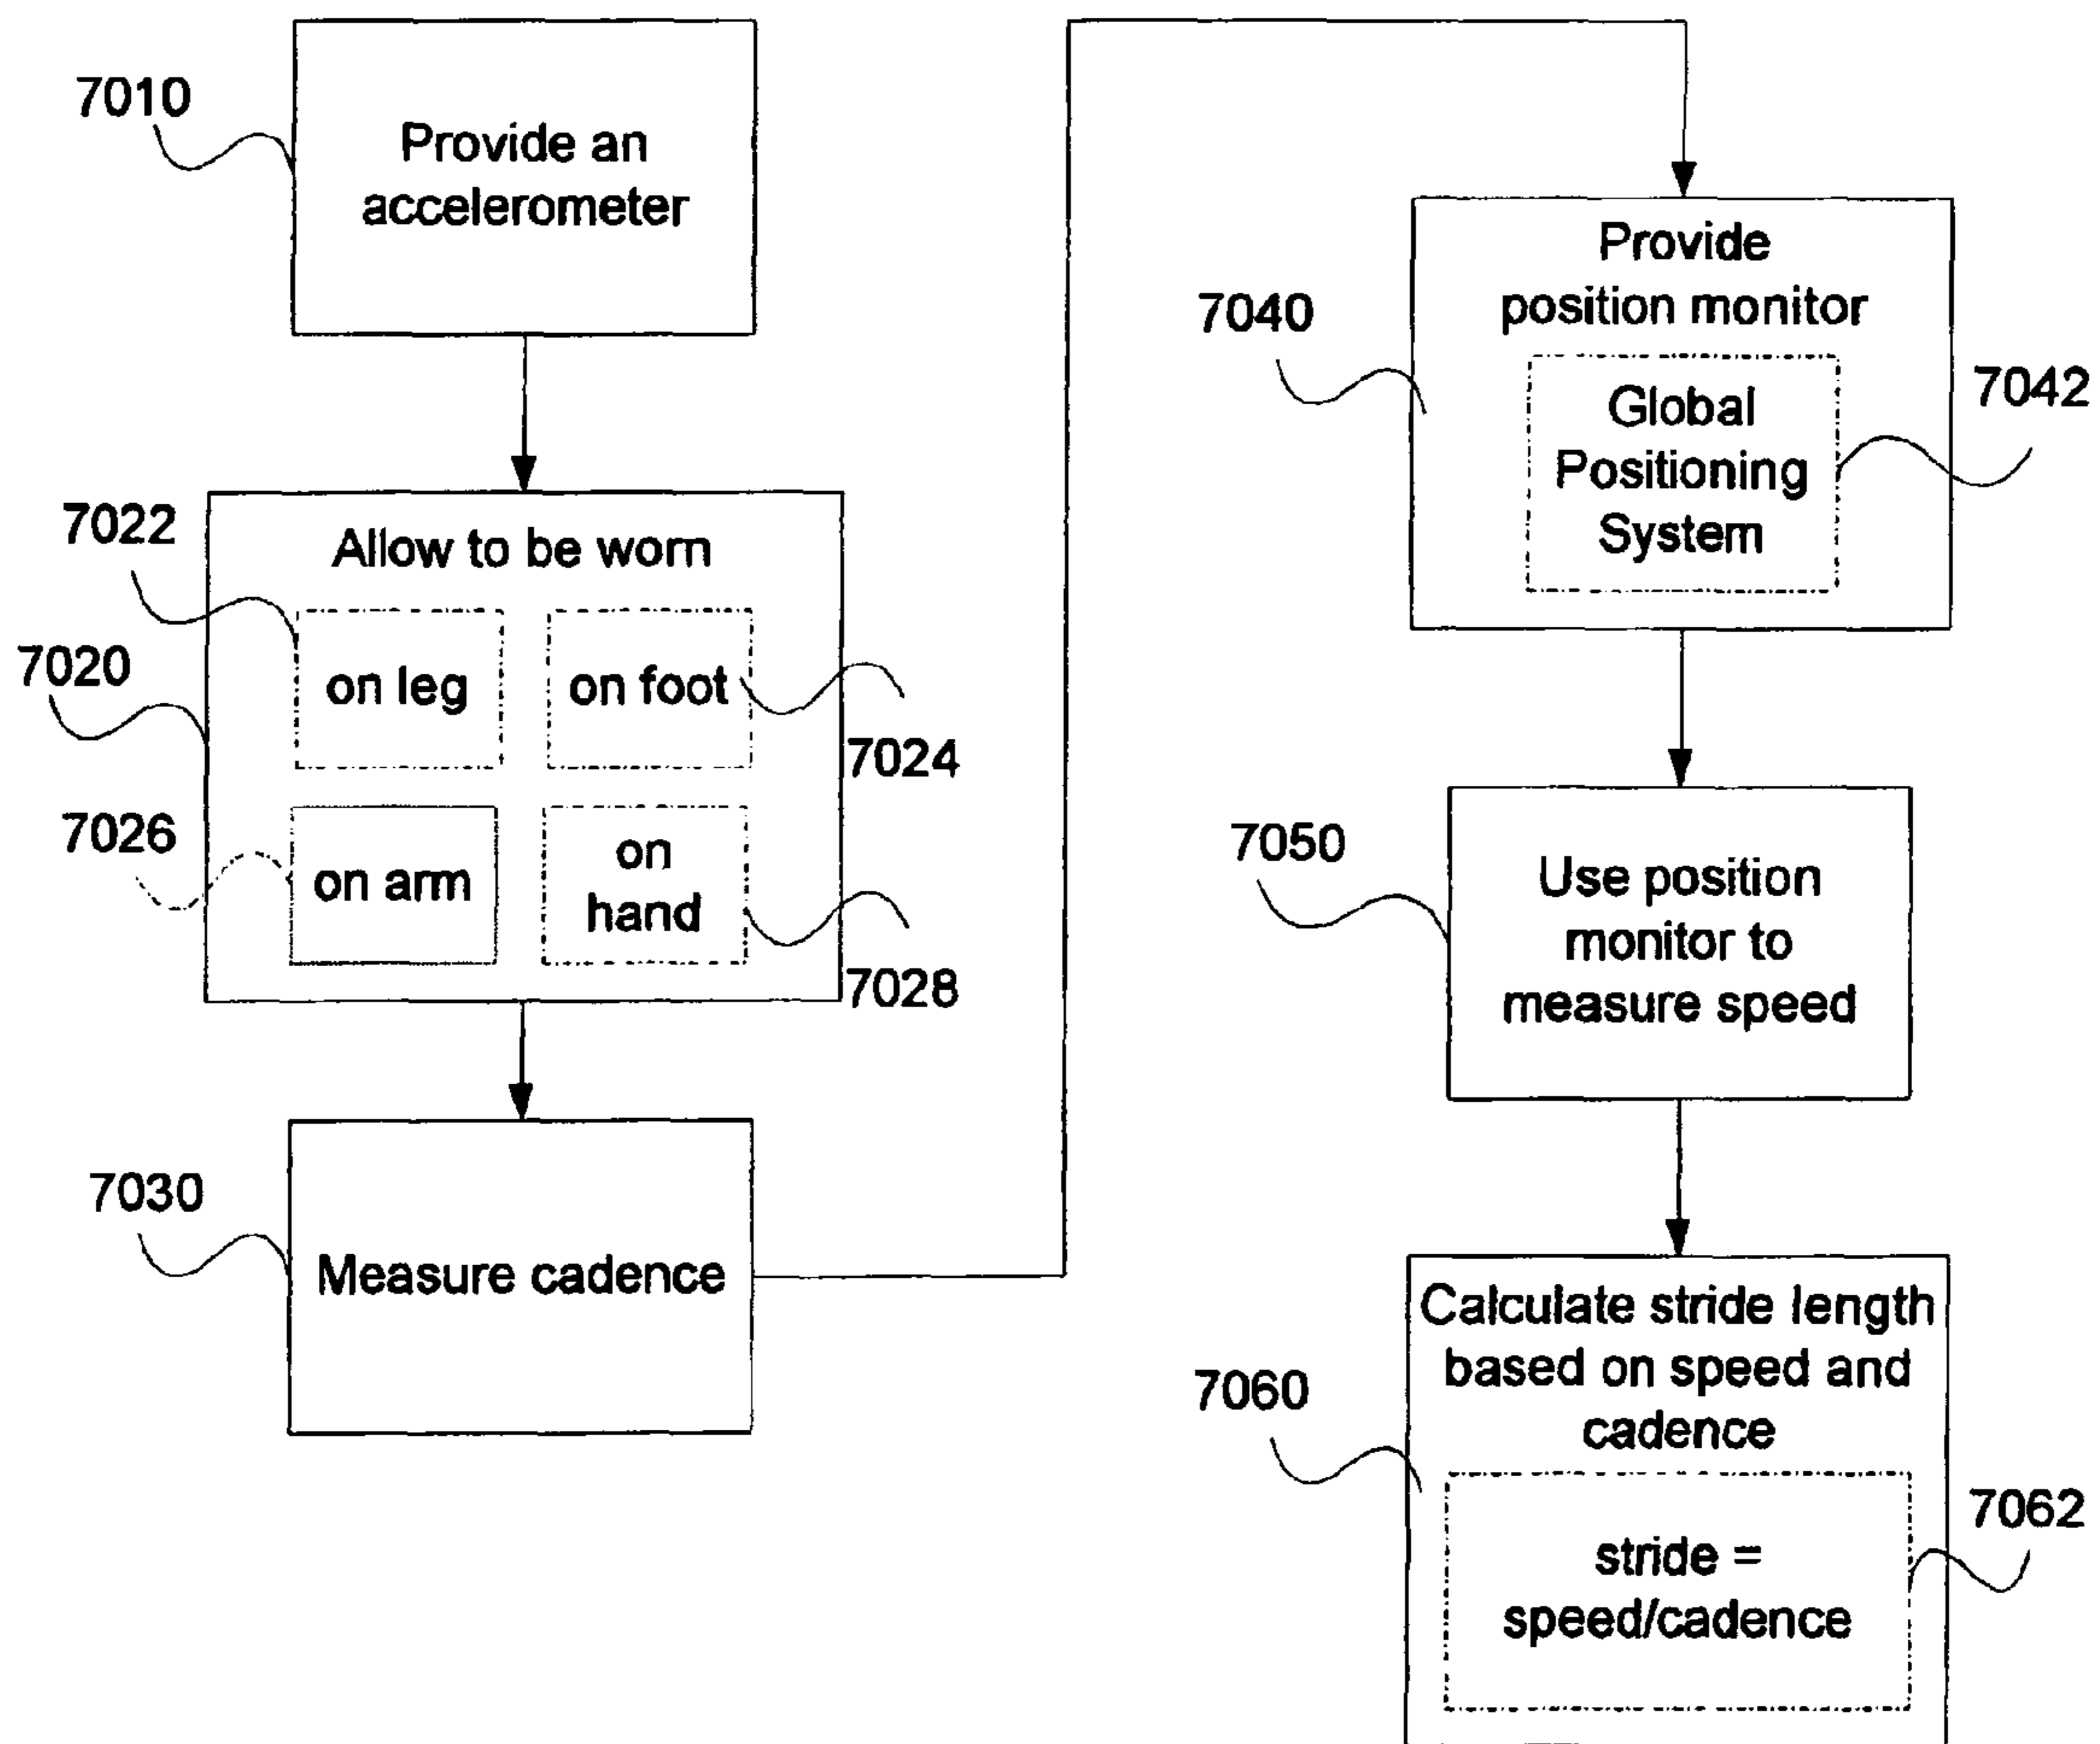 7010
Provide an
accelerometer
7022
Allow to be worn
7020
on leg
on foot
7024
7026
on arm
on
hand
7028
7030
Measure cadence
Provide
position monitor
7040
7042
Global
Positioning
System
7050
Use position
monitor to
measure speed
Calculate stride length
based on speed and
cadence
7060
7062
stride =
speed/cadence